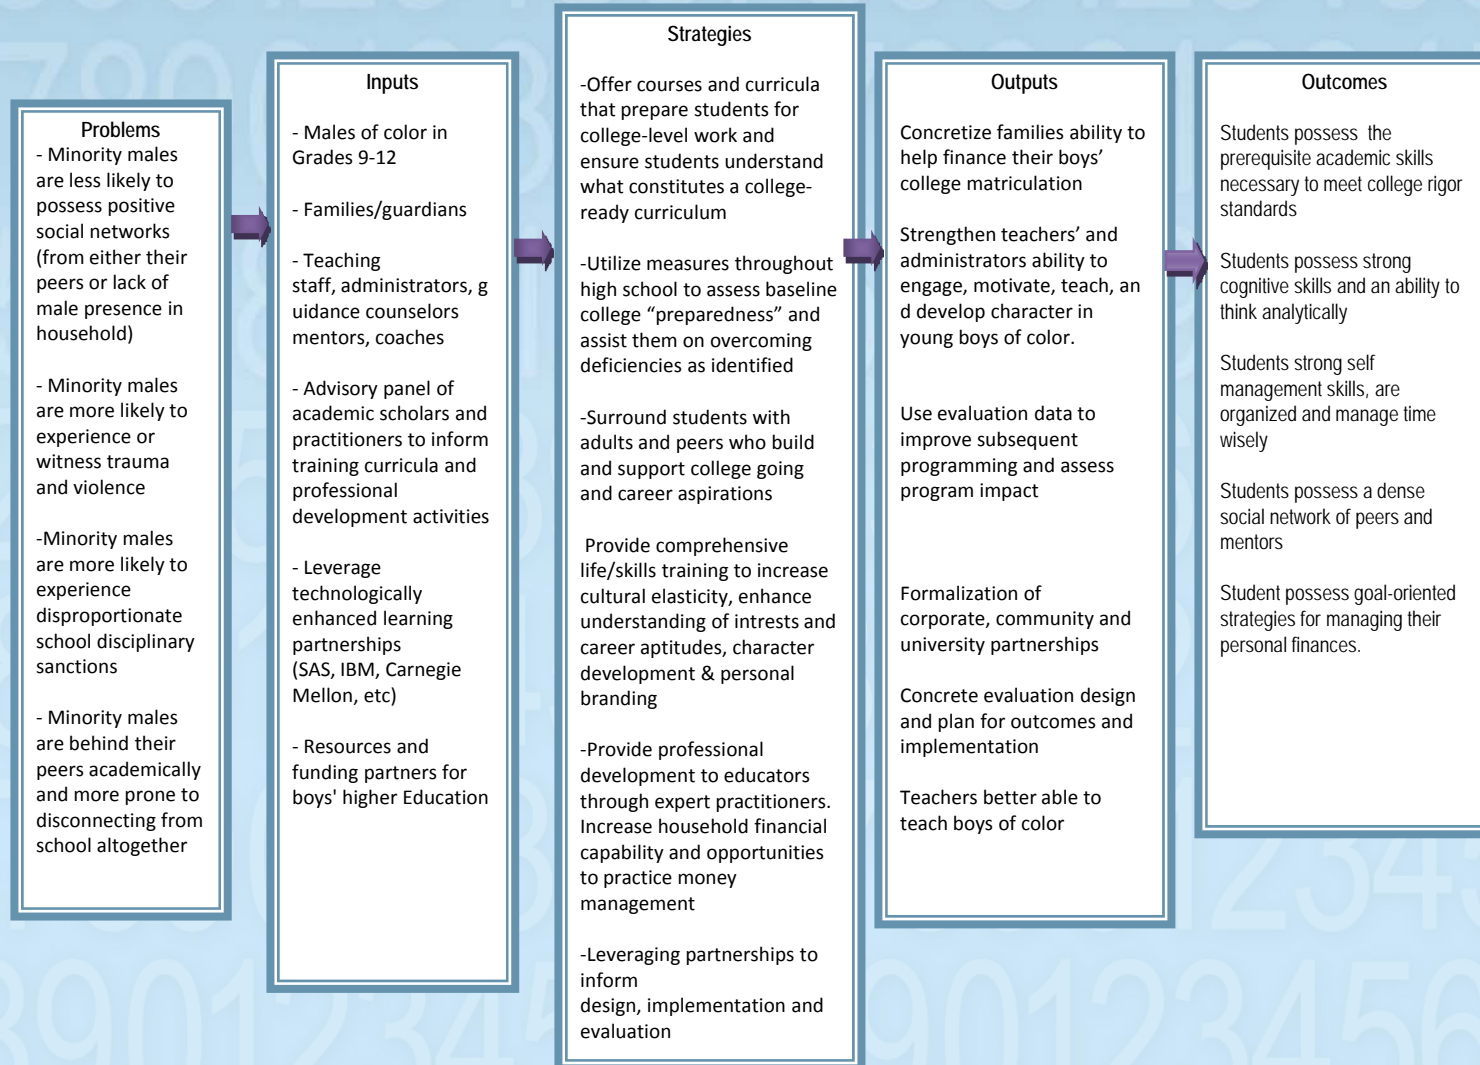 Problems
- Minority males
are less likely to
possess positive
social networks
(from either their
peers or lack of
male presence in
household)
- Minority males
are more likely to
experience or
witness trauma
and violence
-Minority males
are more likely to
experience
disproportionate
school disciplinary
sanctions
- Minority males
are behind their
peers academically
and more prone to
disconnecting from
school altogether
Inputs
- Males of color in
Grades 9-12
- Families/guardians
- Teaching
staff, administrators, g
uidance counselors
mentors, coaches
- Advisory panel of
academic scholars and
practitioners to inform
training curricula and
professional
development activities
- Leverage
technologically
enhanced learning
partnerships
(SAS, IBM, Carnegie
Mellon, etc)
- Resources and
funding partners for
boys' higher Education
Strategies
-Offer courses and curricula
that prepare students for
college-level work and
ensure students understand
what constitutes a college-
ready curriculum
-Utilize measures throughout
high school to assess baseline
college “preparedness” and
assist them on overcoming
deficiencies as identified
-Surround students with
adults and peers who build
and support college going
and career aspirations
Provide comprehensive
life/skills training to increase
cultural elasticity, enhance
understanding of intrests and
career aptitudes, character
development & personal
branding
-Provide professional
development to educators
through expert practitioners.
Increase household financial
capability and opportunities
to practice money
management
-Leveraging partnerships to
inform
design, implementation and
evaluation
Outputs
Concretize families ability to
help finance their boys’
college matriculation
Strengthen teachers’ and
administrators ability to
engage, motivate, teach, an
d develop character in
young boys of color.
Use evaluation data to
improve subsequent
programming and assess
program impact
Formalization of
corporate, community and
university partnerships
Concrete evaluation design
and plan for outcomes and
implementation
Teachers better able to
teach boys of color
Outcomes
Students possess the
prerequisite academic skills
necessary to meet college rigor
standards
Students possess strong
cognitive skills and an ability to
think analytically
Students strong self
management skills, are
organized and manage time
wisely
Students possess a dense
social network of peers and
mentors
Student possess goal-oriented
strategies for managing their
personal finances.